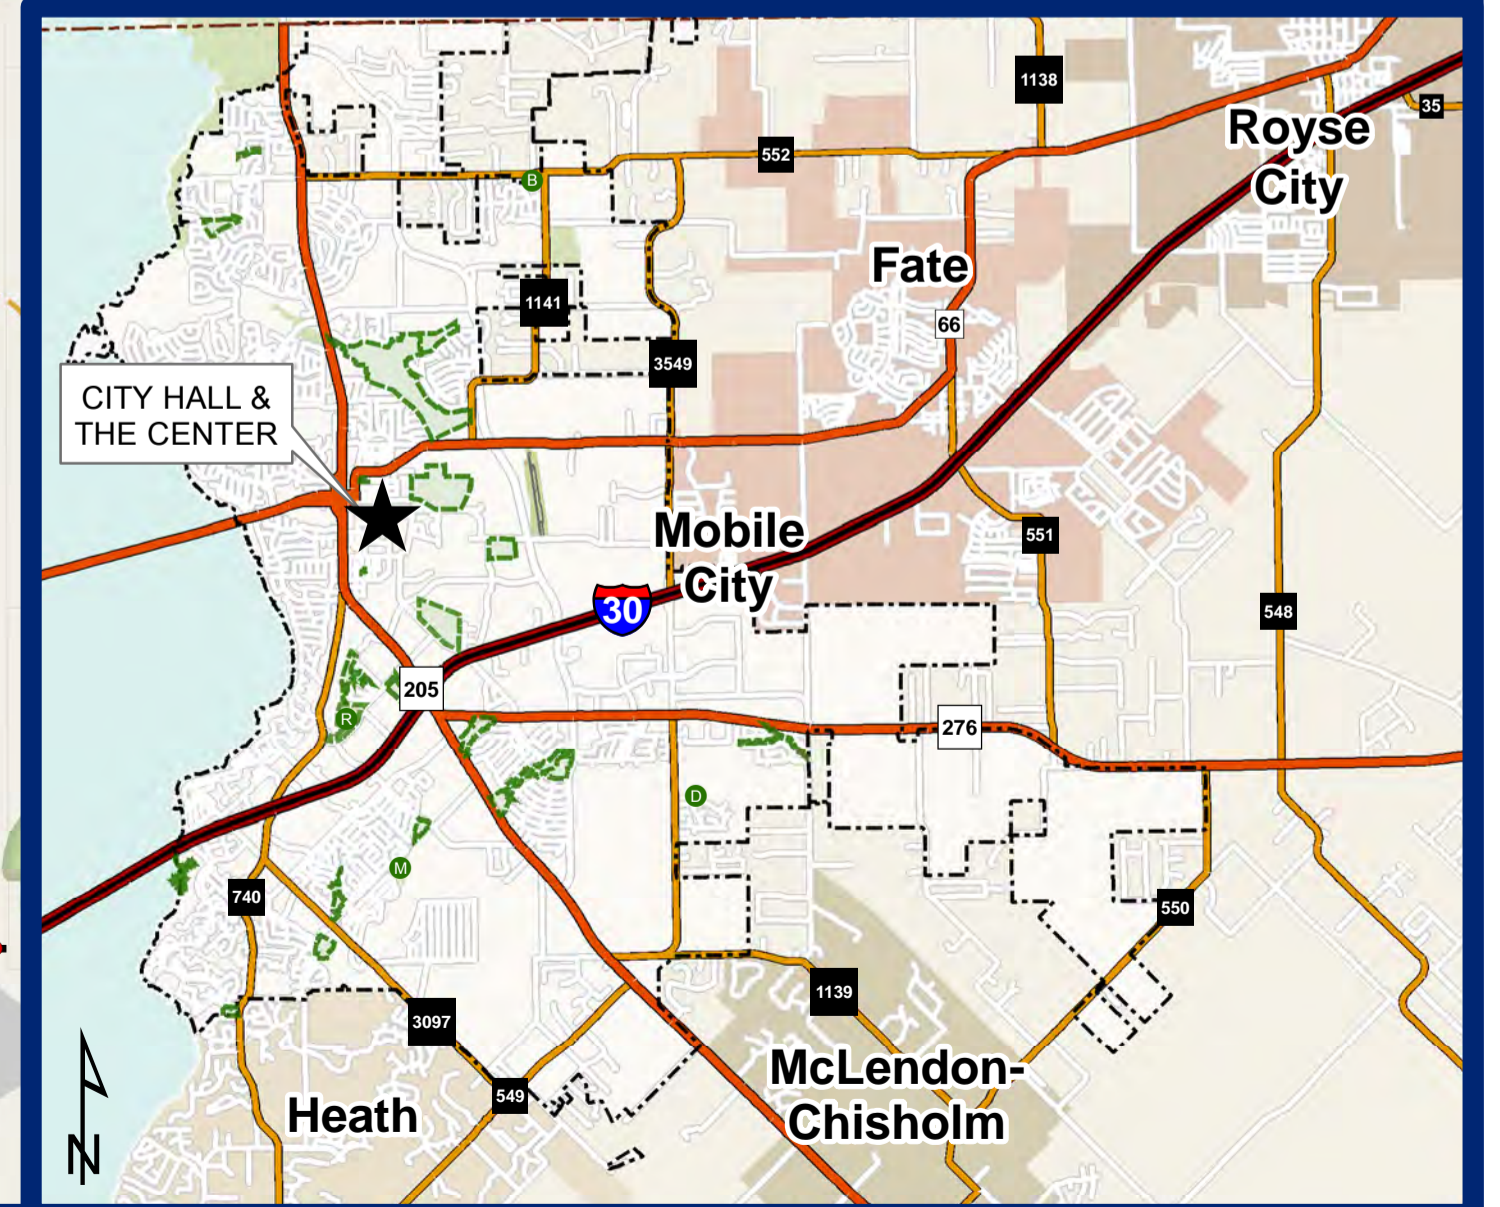 1138
35
Royse
City
552
B
Fate
1141
66
3549
CITY HALL &
THE CENTER
Mobile
City
551
30
548
205
R
276
D
M
740
550
1139
3097
McLendon-
Chisholm
549
Heath
N